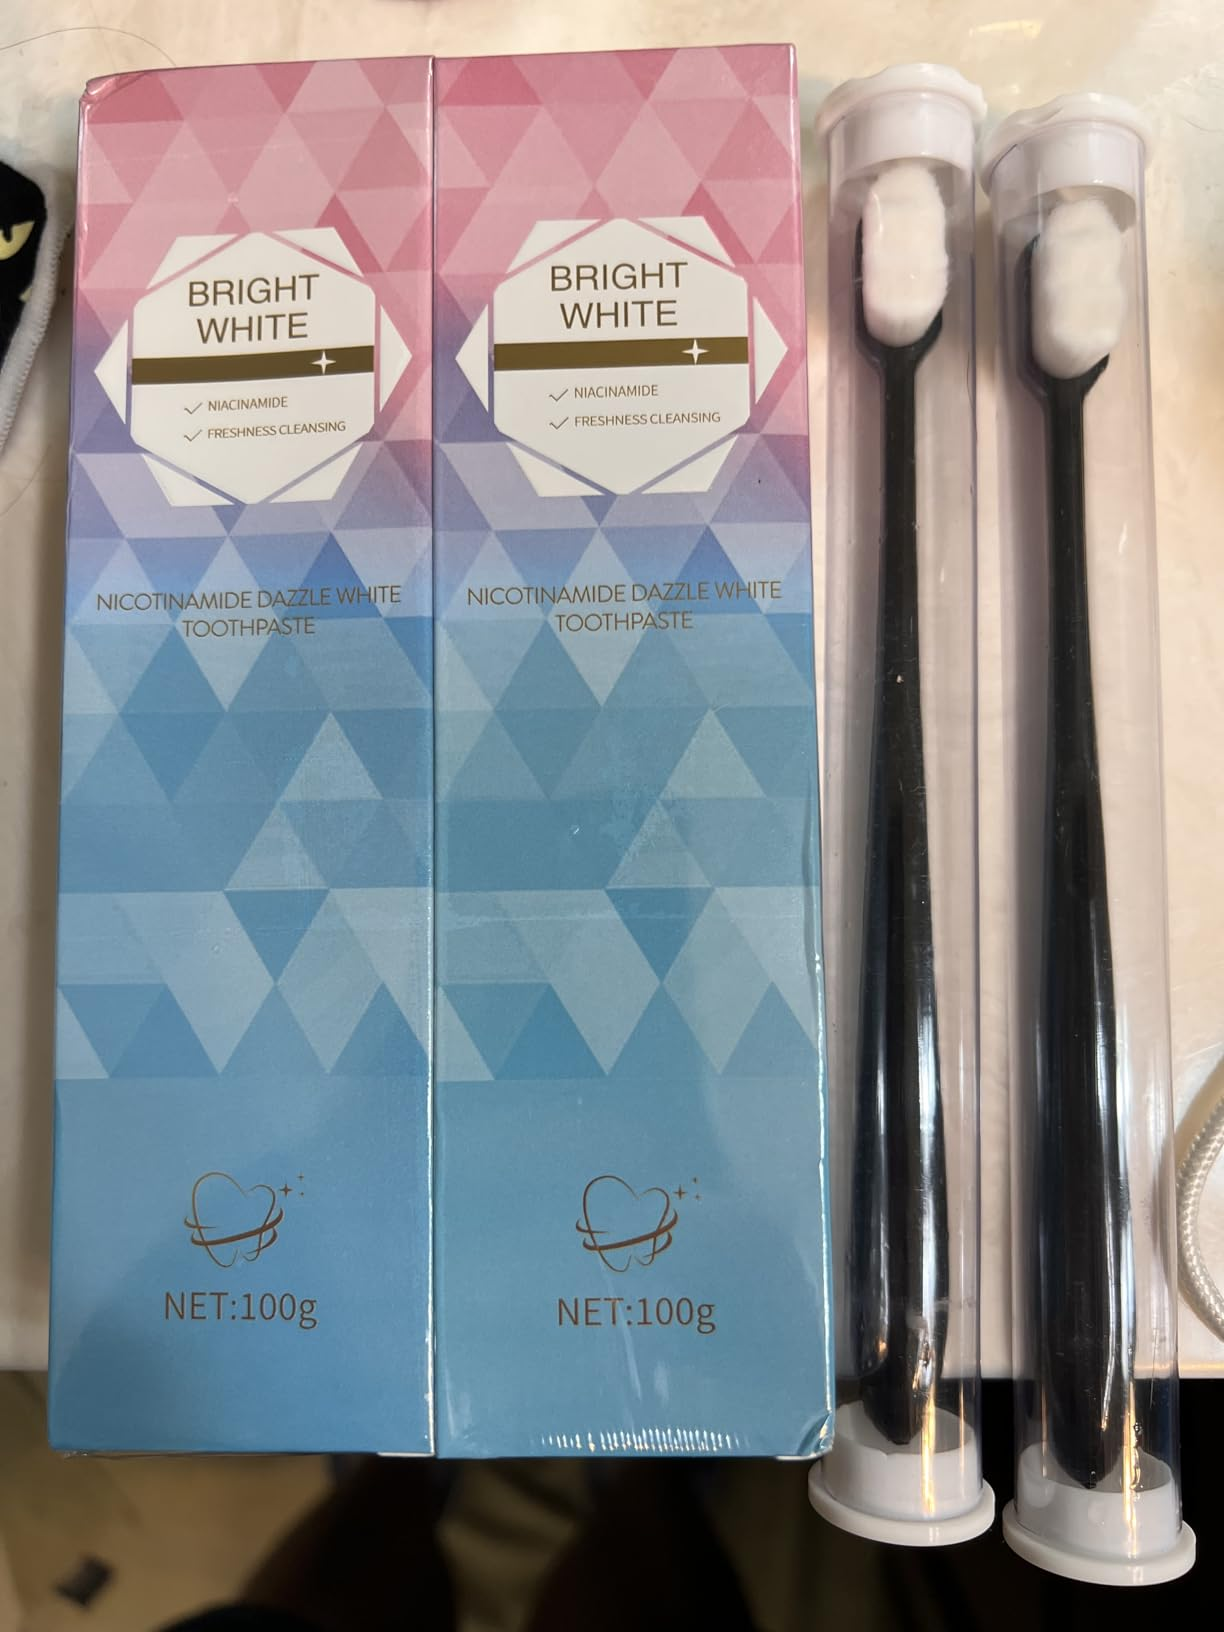 BRIGHT
WHITE
NIACINAMIDE
FRESHNESS CLEANSING
NICOTINAMIDE DAZZLE WHITE
TOOTHPASTE
NET:100g
BRIGHT
WHITE
NIACINAMIDE
FRESHNESS CLEANSING
NICOTINAMIDE DAZZLE WHITE
TOOTHPASTE
NET:100g